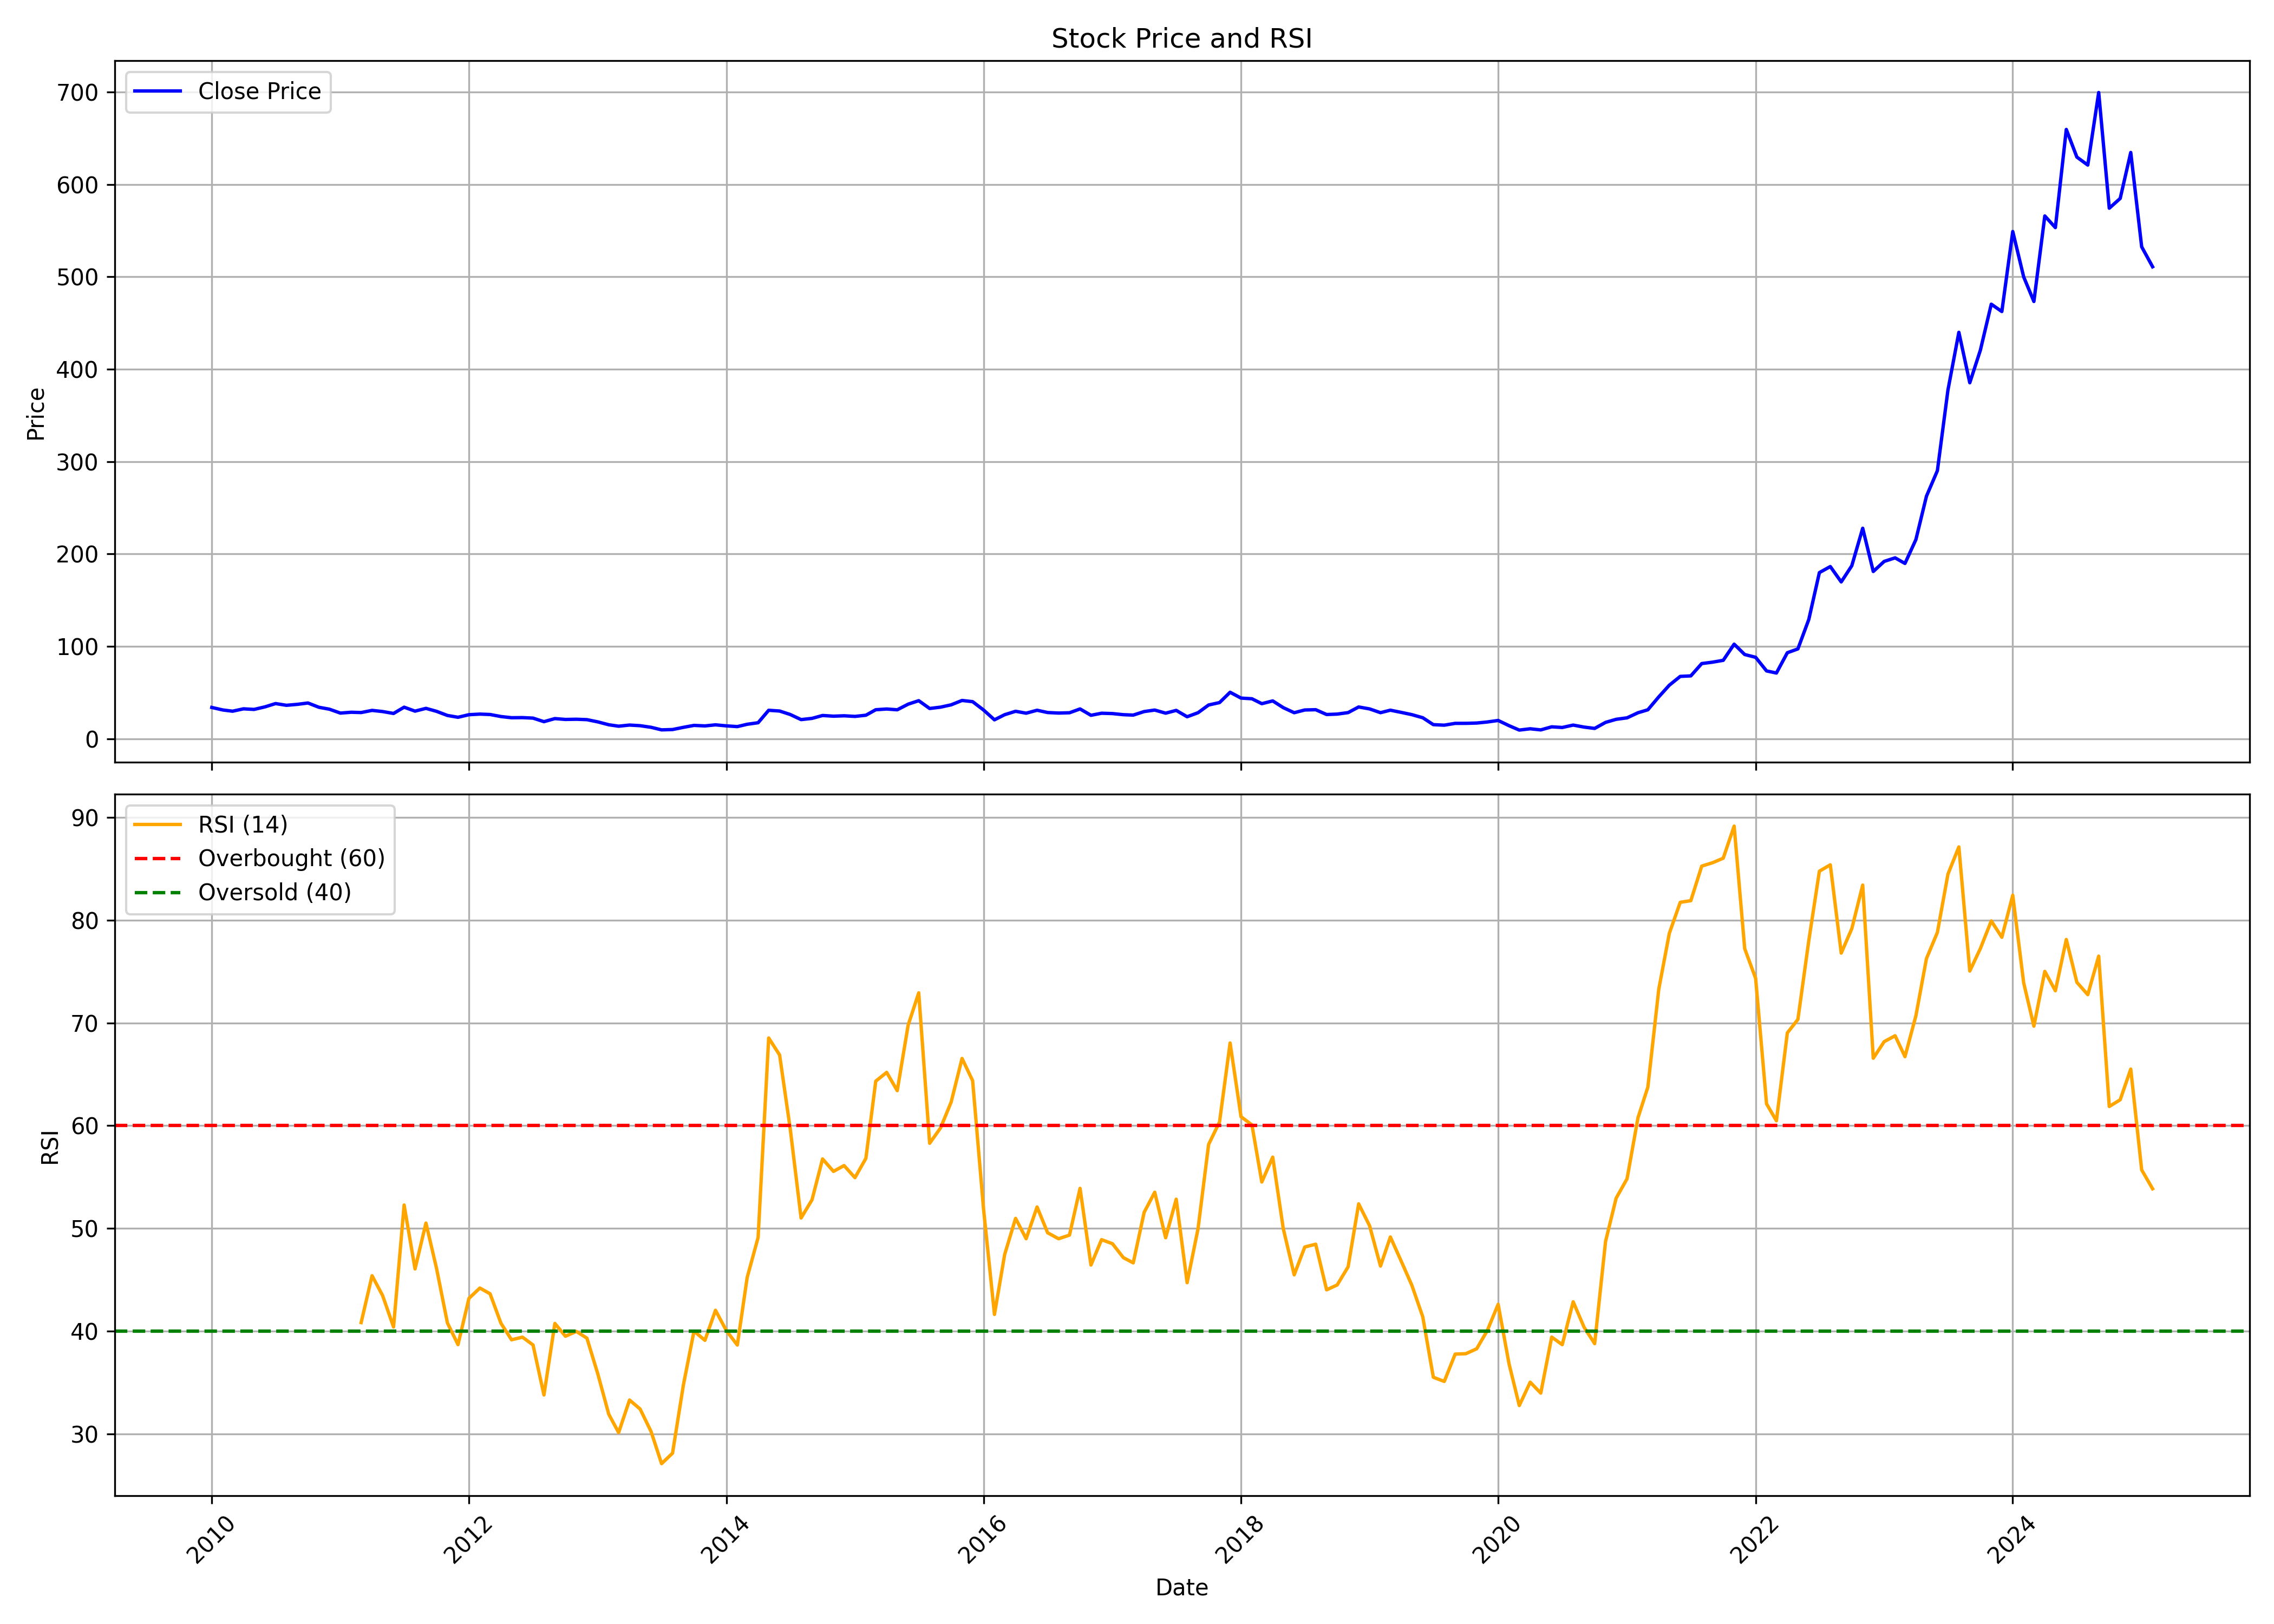 Stock Price and RSI
Close Price
700
600
500
400
300
200
100
0
Price
RSI (14)
Overbought (60)
Oversold (40)
90
80
70
60
50
40
30
RSI
2010
2012
2014
2016
2018
2020
2022
2024
Date